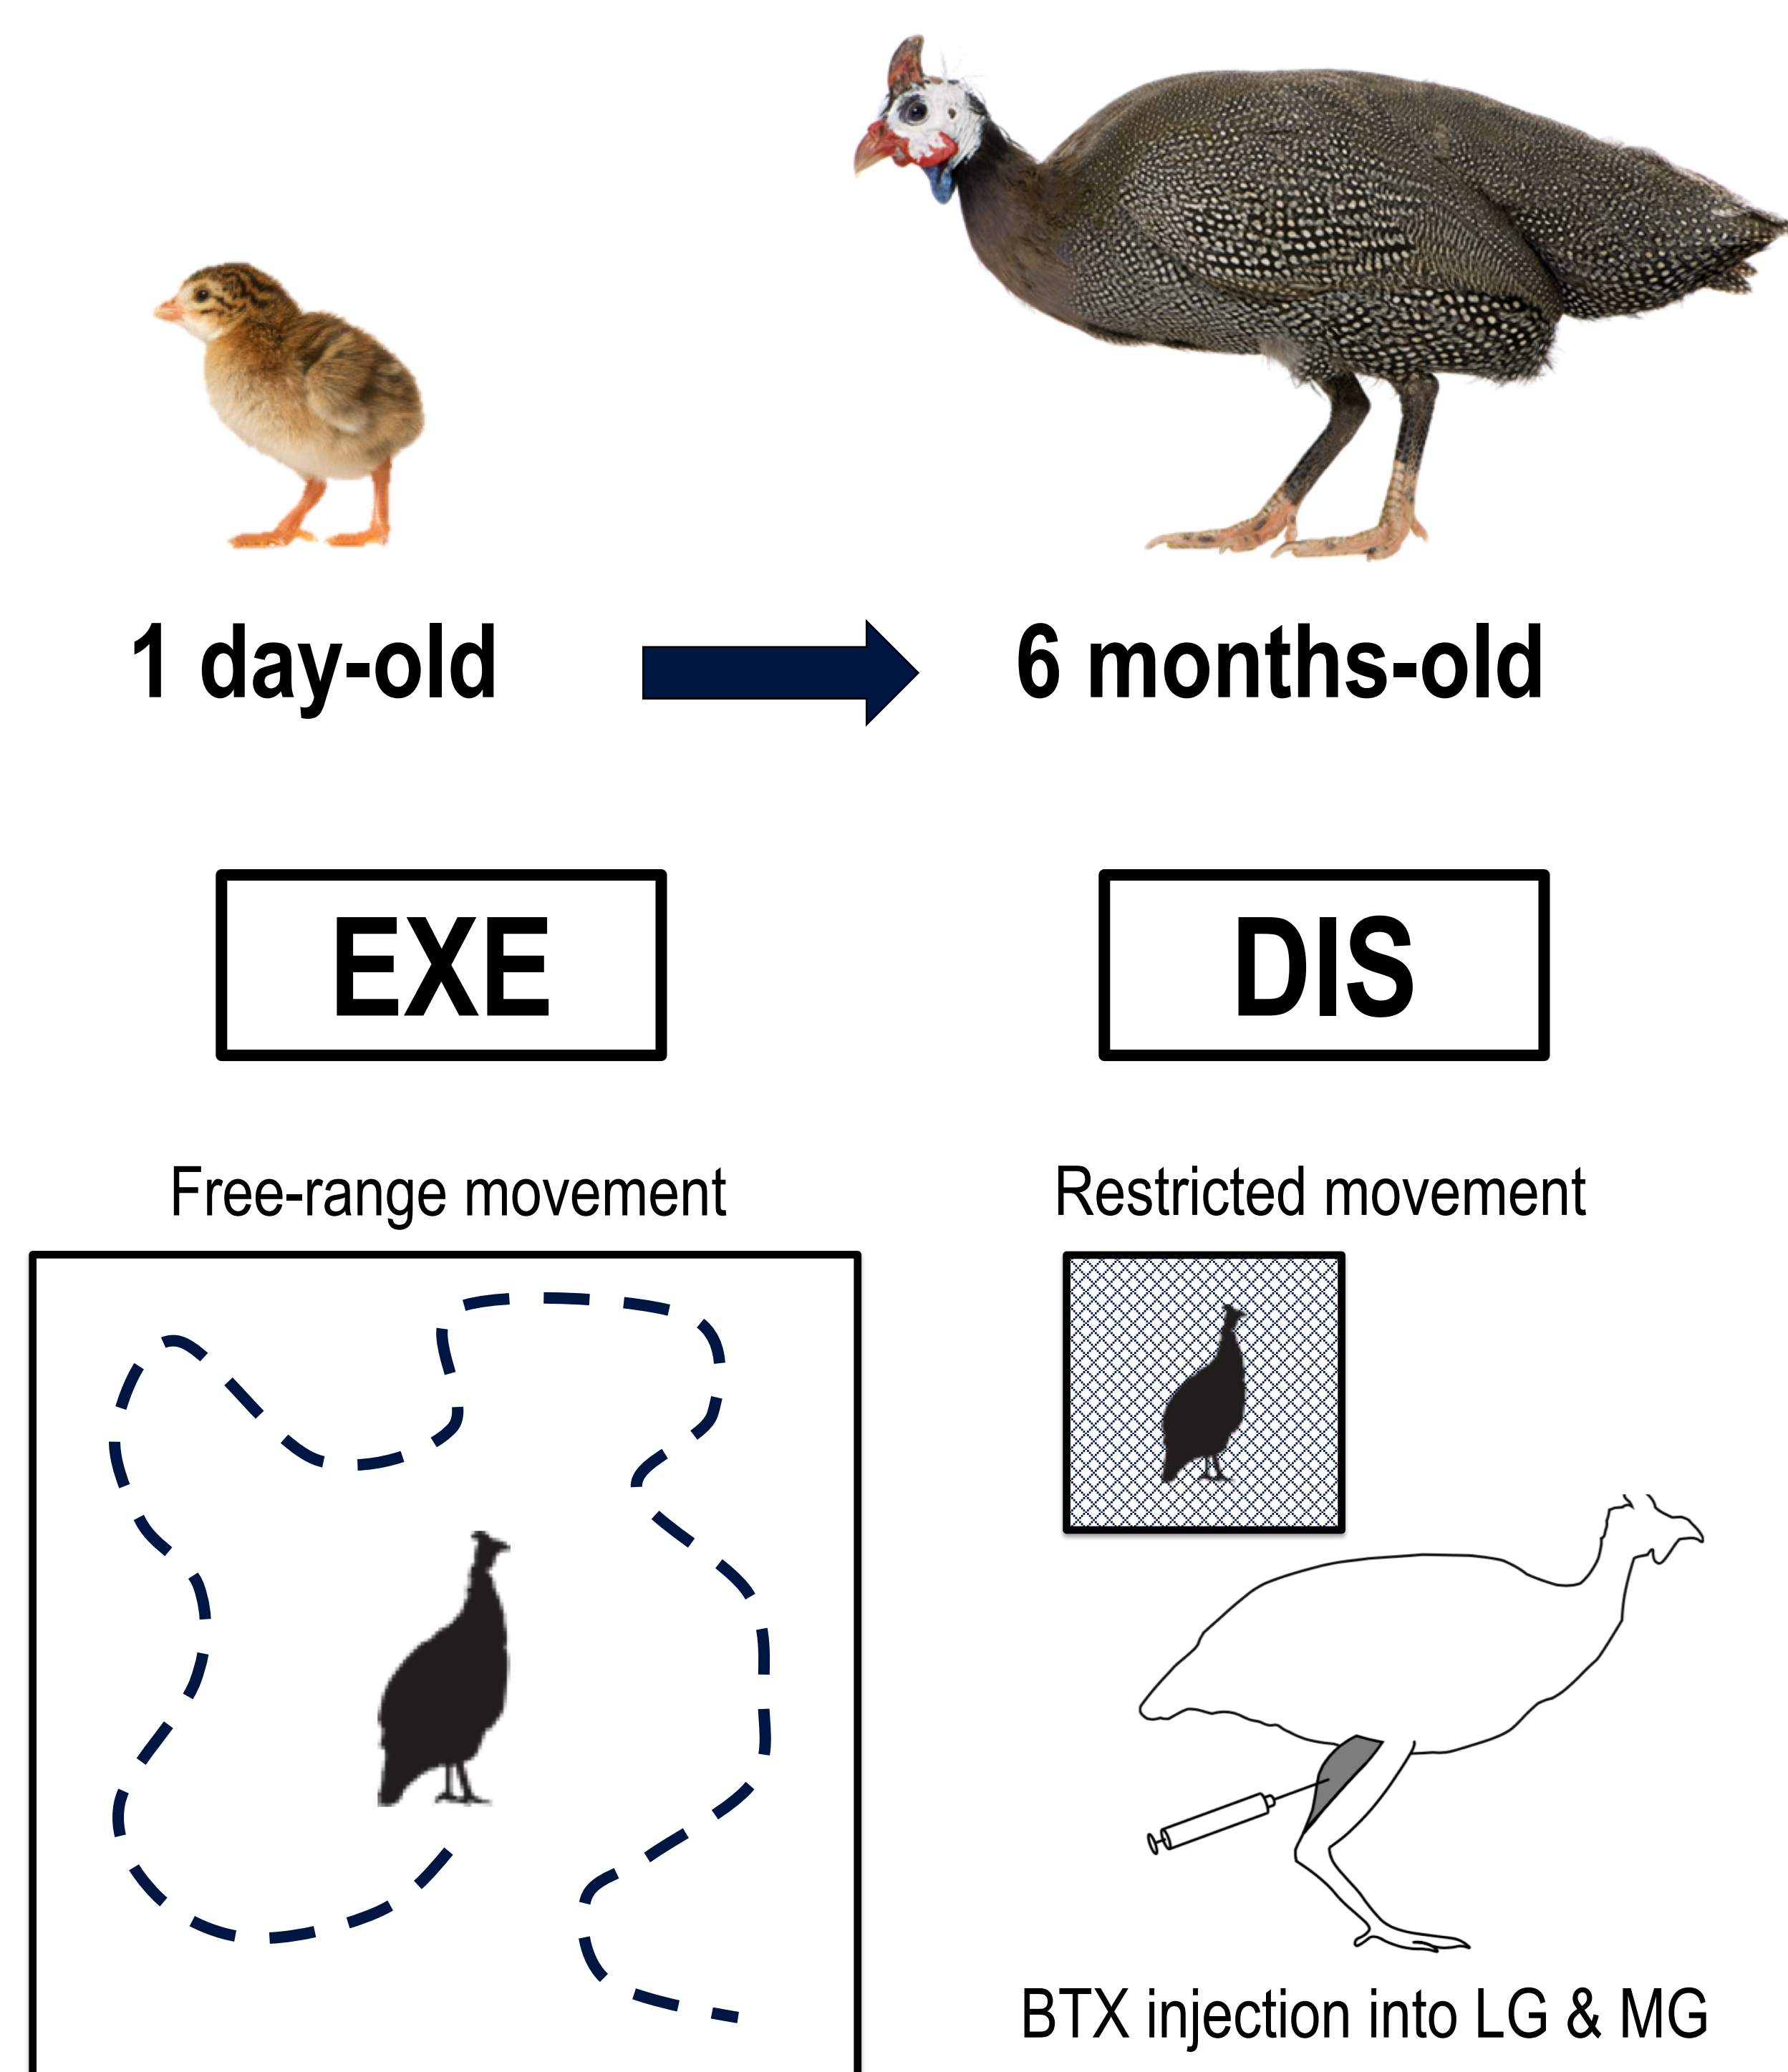 1 day-old
6 months-old
EXE
DIS
Free-range movement
Restricted movement
BTX injection into LG & MG